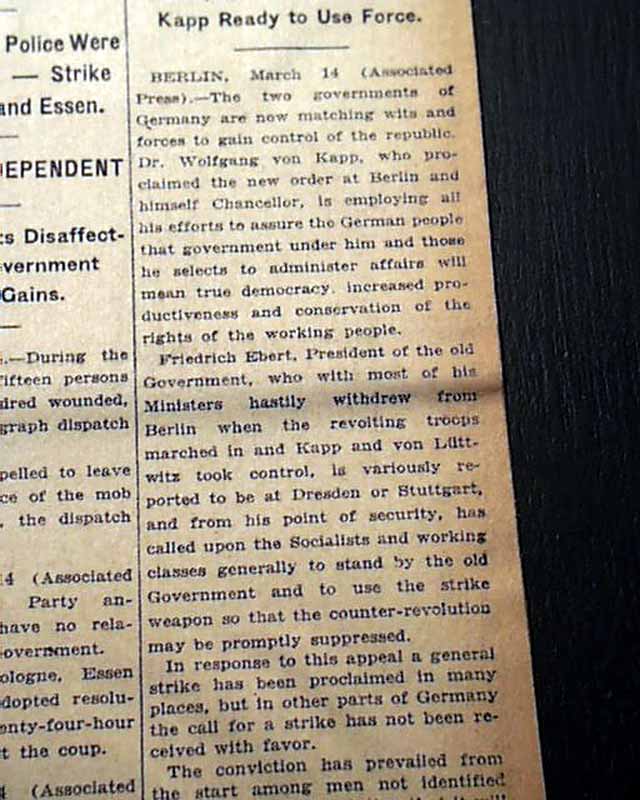 Police Were
— Strike
and Essen.
EPENDENT
ts Disaffect-
vernment
Gains.
.—During the
fifteen persons
dred wounded,
graph dispatch
pelled to leave
ce of the mob
, the dispatch
4 (Associated
Party an-
have no rela-
overnment.
ologne, Essen
dopted resolu-
enty-four-hour
t the coup.
4 (Associated
Kapp Ready to Use Force.
BERLIN, March 14 (Associated
Press).—The two governments of
Germany are now matching wits and
forces to gain control of the republic.
Dr. Wolfgang von Kapp, who pro-
claimed the new order at Berlin and
himself Chancellor, is employing all
his efforts to assure the German people
that government under him and those
he selects to administer affairs will
mean true democracy, increased pro-
ductiveness and conservation of the
rights of the working people.
Friedrich Ebert, President of the old
Government, who with most of his
Ministers hastily withdrew from
Berlin when the revolting troops
marched in and Kapp and von Lütt-
witz took control, is variously re-
ported to be at Dresden or Stuttgart,
and from his point of security, has
called upon the Socialists and working
classes generally to stand by the old
Government and to use the strike
weapon so that the counter-revolution
may be promptly suppressed.
In response to this appeal a general
strike has been proclaimed in many
places, but in other parts of Germany
the call for a strike has not been re-
ceived with favor.
The conviction has prevailed from
the start among men not identified